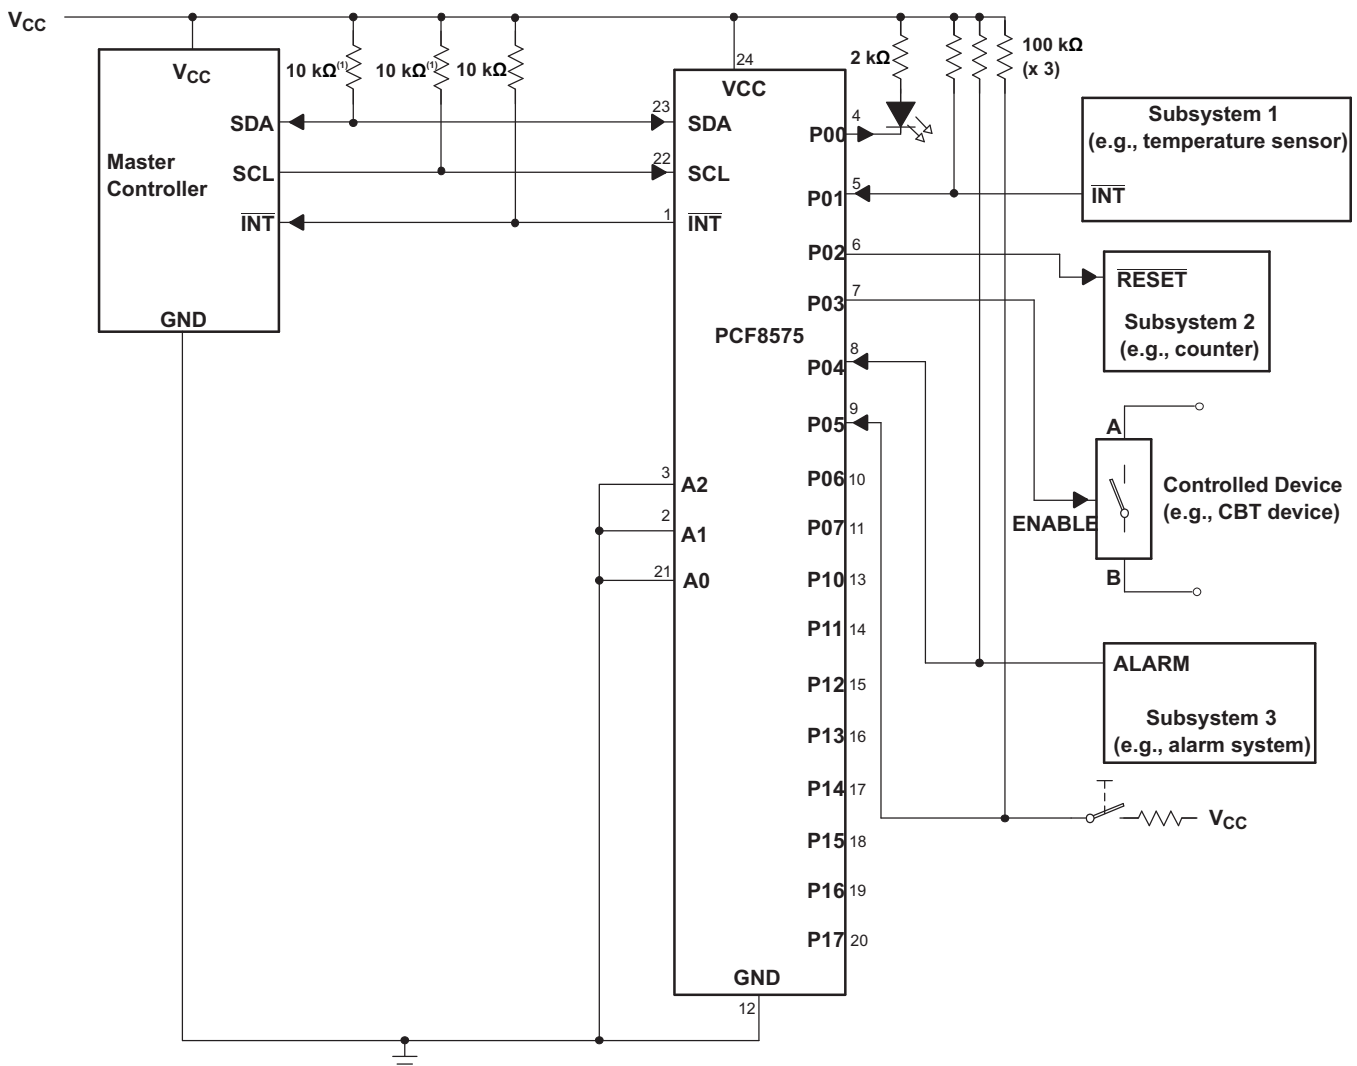 VCC
VCC
SDA
Master
Controller
SCL
INT
GND
10 kΩ(1)
10 kΩ(1)
10 kΩ
23
22
1
24
VCC
SDA
SCL
INT
PCF8575
3
A2
2
A1
21
A0
GND
12
P00
4
P01
5
P02
6
P03
7
P04
8
P05
9
P06 10
P07 11
P10 13
P11 14
P12 15
P13 16
P14 17
P15 18
P16 19
P17 20
2 kΩ
100 kΩ
(x 3)
Subsystem 1
(e.g., temperature sensor)
INT
RESET
Subsystem 2
(e.g., counter)
A
ENABLE
B
Controlled Device
(e.g., CBT device)
ALARM
Subsystem 3
(e.g., alarm system)
VCC